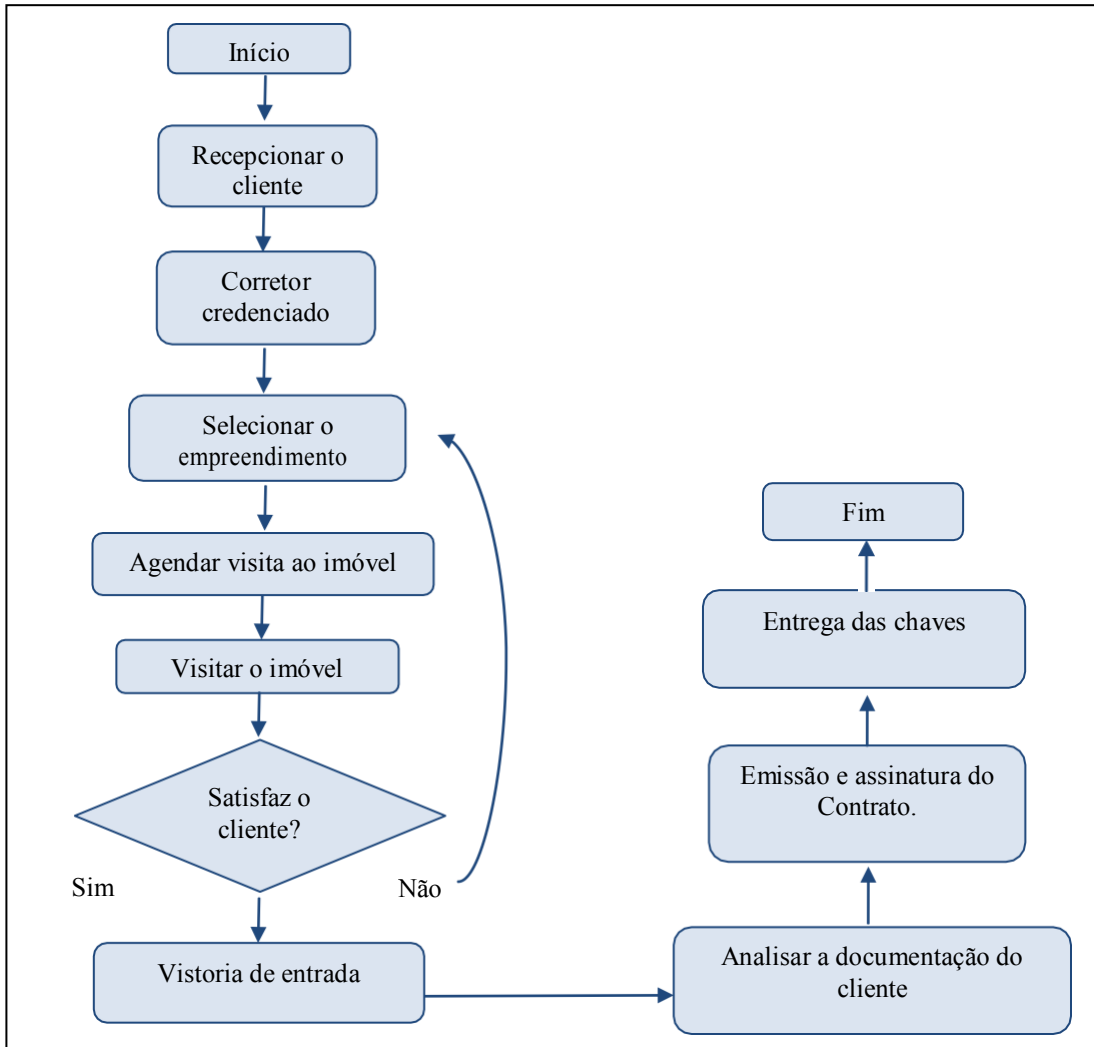 Início
Recepcionar o
cliente
Corretor
credenciado
Selecionar o
empreendimento
Agendar visita ao imóvel
Visitar o imóvel
Satisfaz o
cliente?
Sim
Não
Vistoria de entrada
Analisar a documentação do
cliente
Emissão e assinatura do
Contrato.
Entrega das chaves
Fim